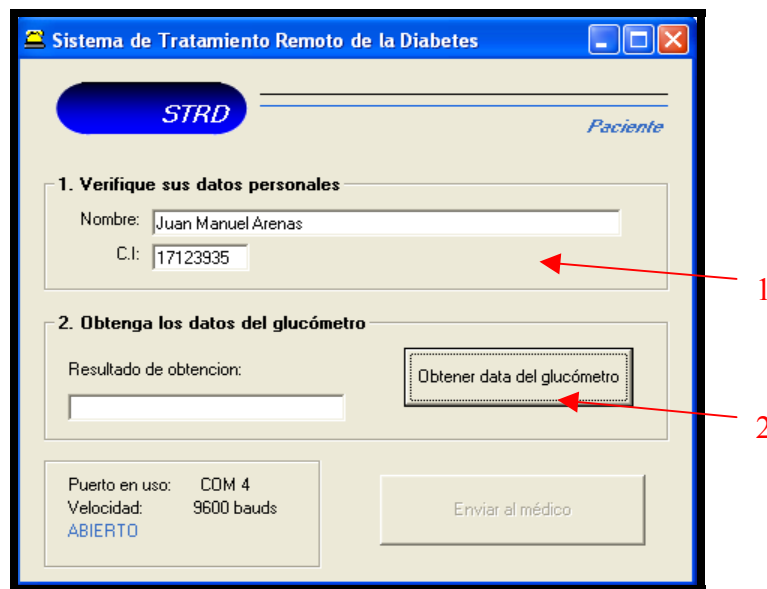 Sistema de Tratamiento Remoto de la Diabetes
STRD
Paciente
1. Verifique sus datos personales
Nombre: Juan Manuel Arenas
C.I: 17123935
1
2. Obtenga los datos del glucómetro
Resultado de obtencion:
Obtener data del glucómetro
2
Puerto en uso: COM 4
Velocidad: 9600 bauds
ABIERTO
Enviar al médico